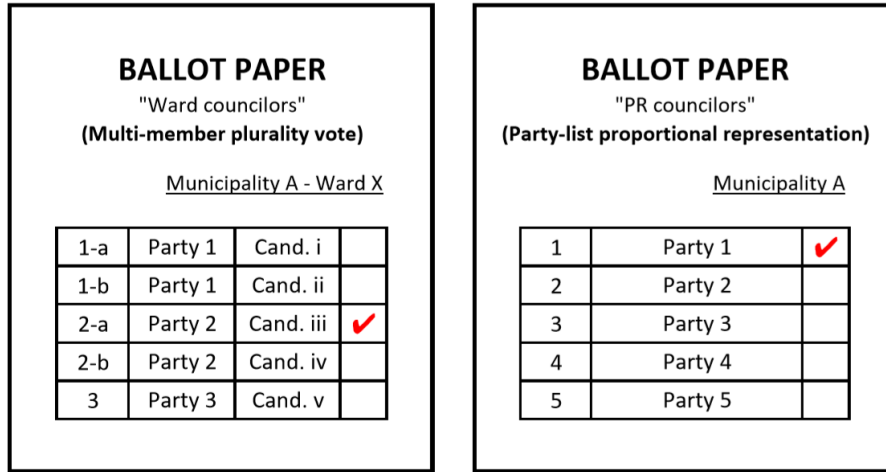 BALLOT PAPER
"Ward councilors"
(Multi-member plurality vote)
Municipality A - Ward X
1-a Party 1 Cand. i
1-b Party 1 Cand. ii
2-a Party 2 Cand. iii ✔
2-b Party 2 Cand. iv
3 Party 3 Cand. v
BALLOT PAPER
"PR councilors"
(Party-list proportional representation)
Municipality A
1 Party 1 ✔
2 Party 2
3 Party 3
4 Party 4
5 Party 5